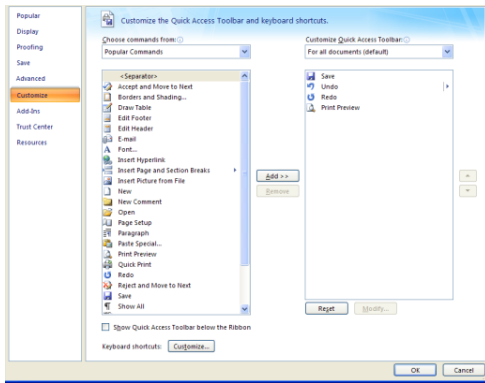 Popular
Display
Proofing
Save
Advanced
Customize
Add-Ins
Trust Center
Resources
Customize the Quick Access Toolbar and keyboard shortcuts.
Choose commands from:
Popular Commands
<Separator>
Accept and Move to Next
Borders and Shading...
Draw Table
Edit Footer
Edit Header
E-mail
Font...
Insert Hyperlink
Insert Page and Section Breaks
Insert Picture from File
New
New Comment
Open
Page Setup
Paragraph
Paste Special...
Print Preview
Quick Print
Redo
Reject and Move to Next
Save
Show All
Show Quick Access Toolbar below the Ribbon
Keyboard shortcuts: Customize...
Add >>
Remove
Customize Quick Access Toolbar:
For all documents (default)
Save
Undo
Redo
Print Preview
Reset Modify...
OK Cancel